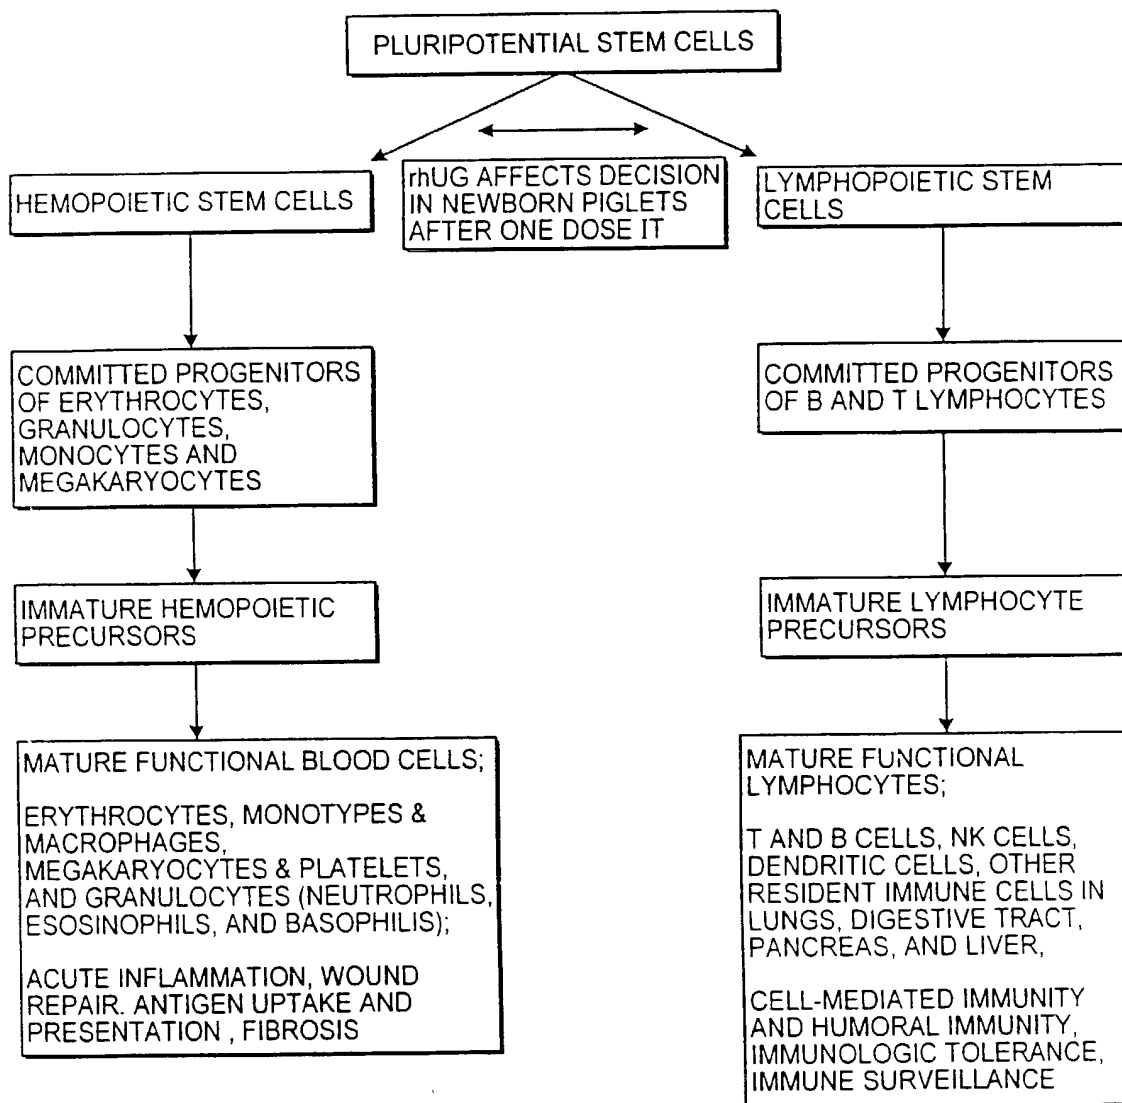 PLURIPOTENTIAL STEM CELLS
HEMOPOIETIC STEM CELLS
rhUG AFFECTS DECISION
IN NEWBORN PIGLETS
AFTER ONE DOSE IT
LYMPHOPOIETIC STEM
CELLS
COMMITTED PROGENITORS
OF ERYTHROCYTES,
GRANULOCYTES,
MONOCYTES AND
MEGAKARYOCYTES
COMMITTED PROGENITORS
OF B AND T LYMPHOCYTES
IMMATURE HEMOPOIETIC
PRECURSORS
IMMATURE LYMPHOCYTE
PRECURSORS
MATURE FUNCTIONAL BLOOD CELLS;
ERYTHROCYTES, MONOTYPES &
MACROPHAGES,
MEGAKARYOCYTES & PLATELETS,
AND GRANULOCYTES (NEUTROPHILS,
ESOSINOPHILS, AND BASOPHILIS);
ACUTE INFLAMMATION, WOUND
REPAIR. ANTIGEN UPTAKE AND
PRESENTATION , FIBROSIS
MATURE FUNCTIONAL
LYMPHOCYTES;
T AND B CELLS, NK CELLS,
DENDRITIC CELLS, OTHER
RESIDENT IMMUNE CELLS IN
LUNGS, DIGESTIVE TRACT,
PANCREAS, AND LIVER,
CELL-MEDIATED IMMUNITY
AND HUMORAL IMMUNITY,
IMMUNOLOGIC TOLERANCE,
IMMUNE SURVEILLANCE